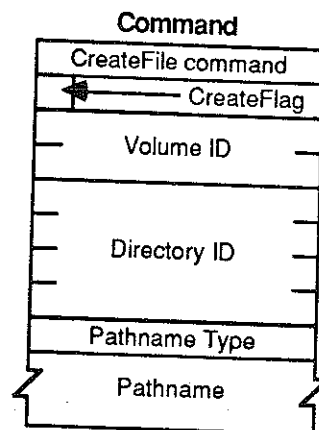 Command
CreateFile command
CreateFlag
Volume ID
Directory ID
Pathname Type
Pathname